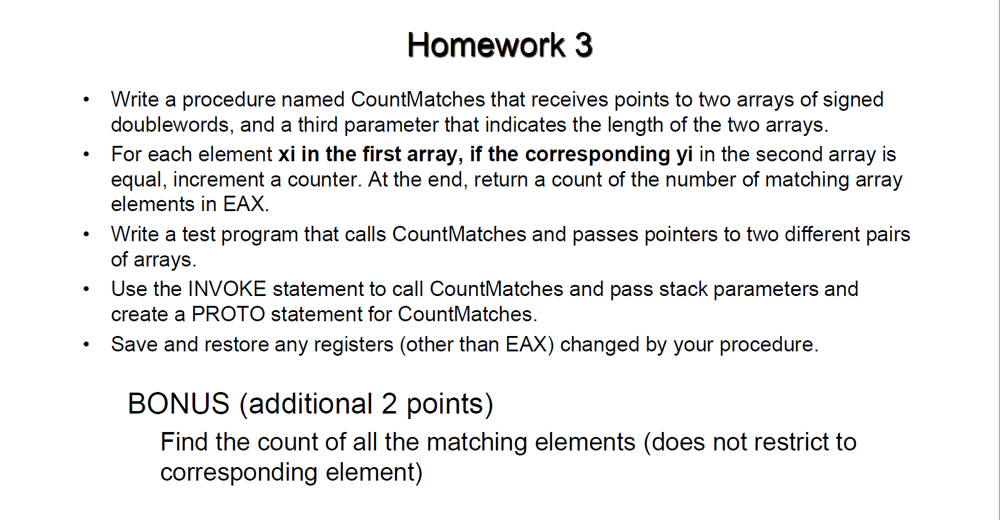 Homework 3
• Write a procedure named CountMatches that receives points to two arrays of signed
doublewords, and a third parameter that indicates the length of the two arrays.
• For each element xi in the first array, if the corresponding yi in the second array is
equal, increment a counter. At the end, return a count of the number of matching array
elements in EAX.
• Write a test program that calls CountMatches and passes pointers to two different pairs
of arrays.
• Use the INVOKE statement to call CountMatches and pass stack parameters and
create a PROTO statement for CountMatches.
• Save and restore any registers (other than EAX) changed by your procedure.
BONUS (additional 2 points)
Find the count of all the matching elements (does not restrict to
corresponding element)